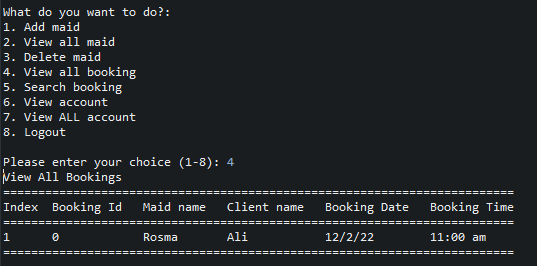 What do you want to do?:
1. Add maid
2. View all maid
3. Delete maid
4. View all booking
5. Search booking
6. View account
7. View ALL account
8. Logout
Please enter your choice (1-8): 4
View All Bookings
=========================================================================
Index  Booking Id   Maid name   Client name   Booking Date   Booking Time
=========================================================================
1      0            Rosma       Ali           12/2/22        11:00 am
=========================================================================